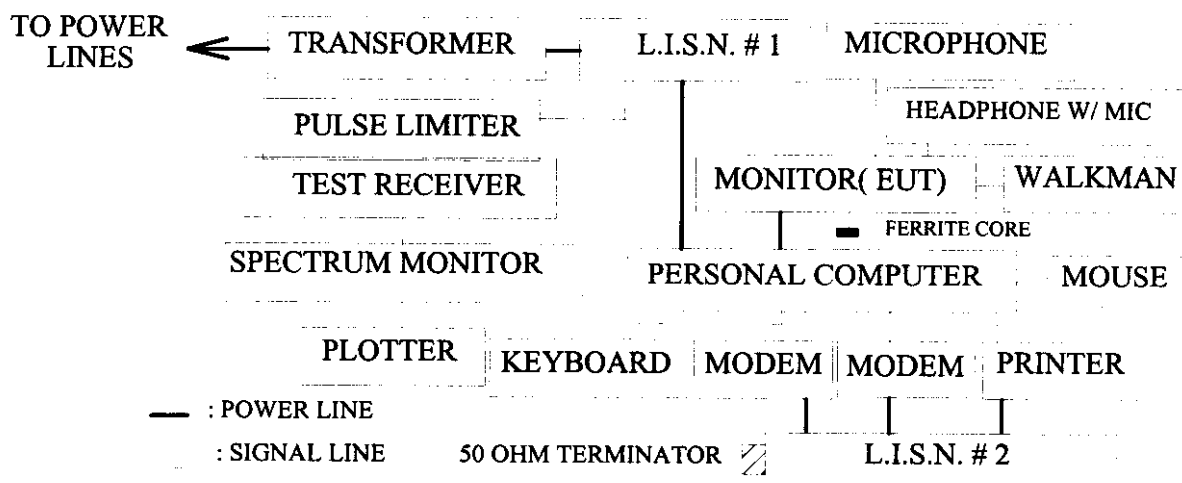 TO POWER LINES
TRANSFORMER
L.I.S.N. # 1
MICROPHONE
PULSE LIMITER
HEADPHONE W/ MIC
TEST RECEIVER
MONITOR( EUT)
WALKMAN
FERRITE CORE
SPECTRUM MONITOR
PERSONAL COMPUTER
MOUSE
PLOTTER
KEYBOARD
MODEM
MODEM
PRINTER
: POWER LINE
: SIGNAL LINE
50 OHM TERMINATOR
L.I.S.N. # 2